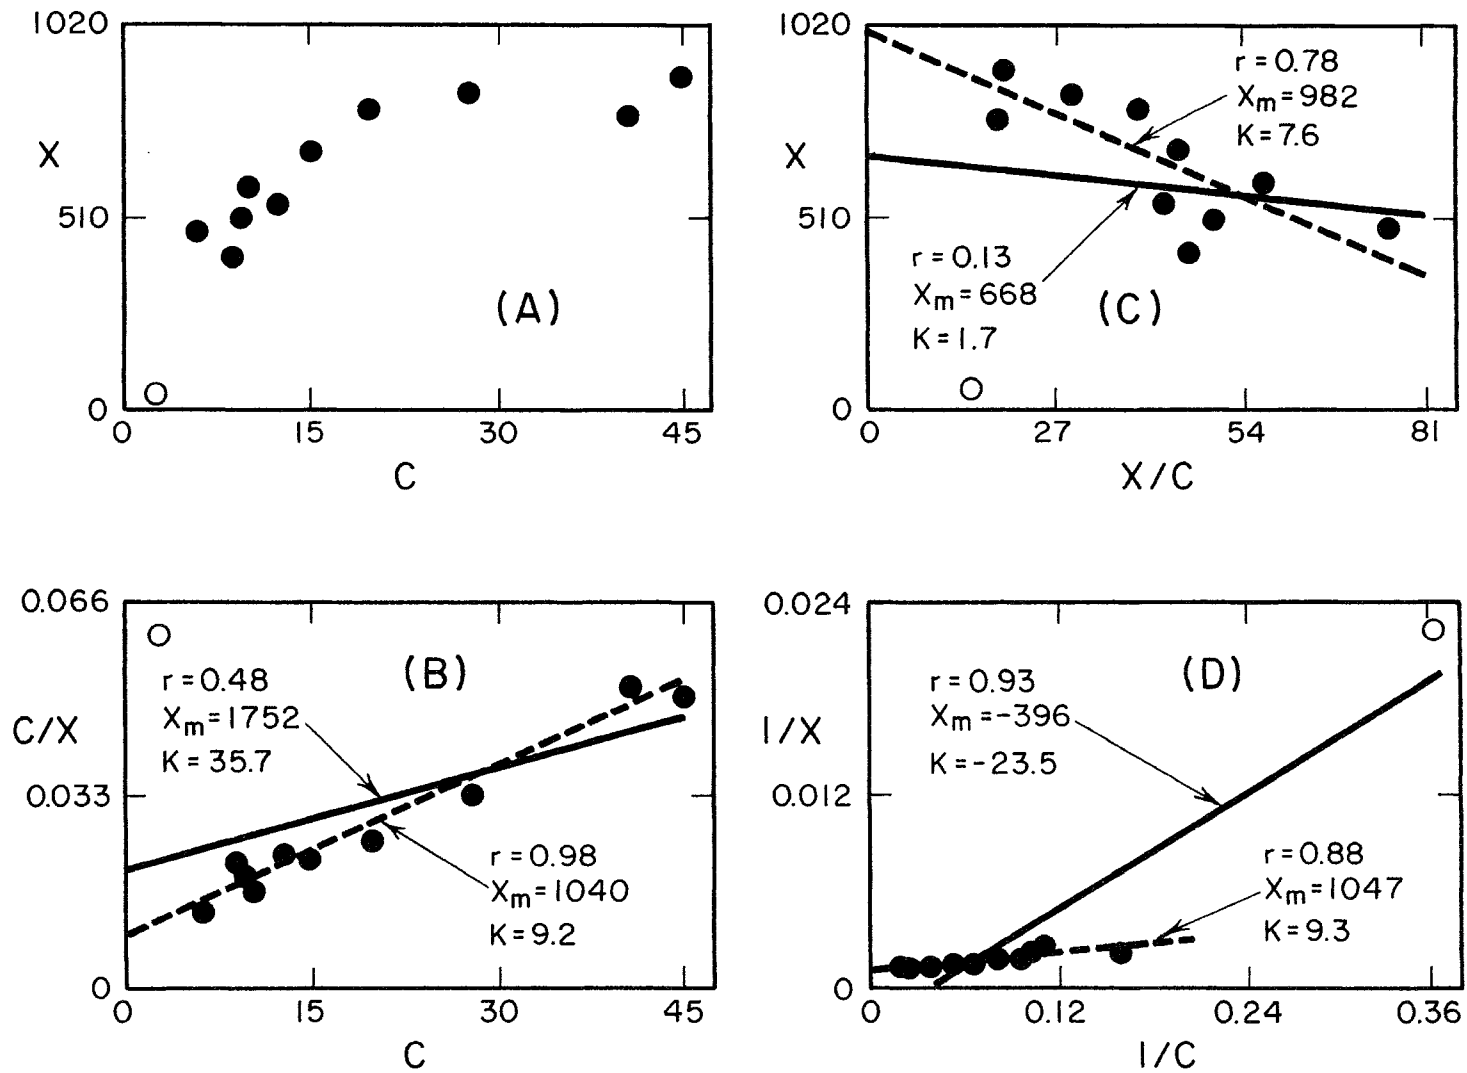 1020
X
510
0
0 15 30 45
C
(A)
1020
X
510
0
0 27 54 81
X/C
r = 0.78
Xm = 982
K = 7.6
r = 0.13
Xm = 668
K = 1.7
(C)
0.066
C/X
0.033
0
0 15 30 45
C
(B)
r = 0.48
Xm = 1752
K = 35.7
r = 0.98
Xm = 1040
K = 9.2
0.024
1/X
0.012
0
0 0.12 0.24 0.36
1/C
(D)
r = 0.93
Xm = -396
K = -23.5
r = 0.88
Xm = 1047
K = 9.3